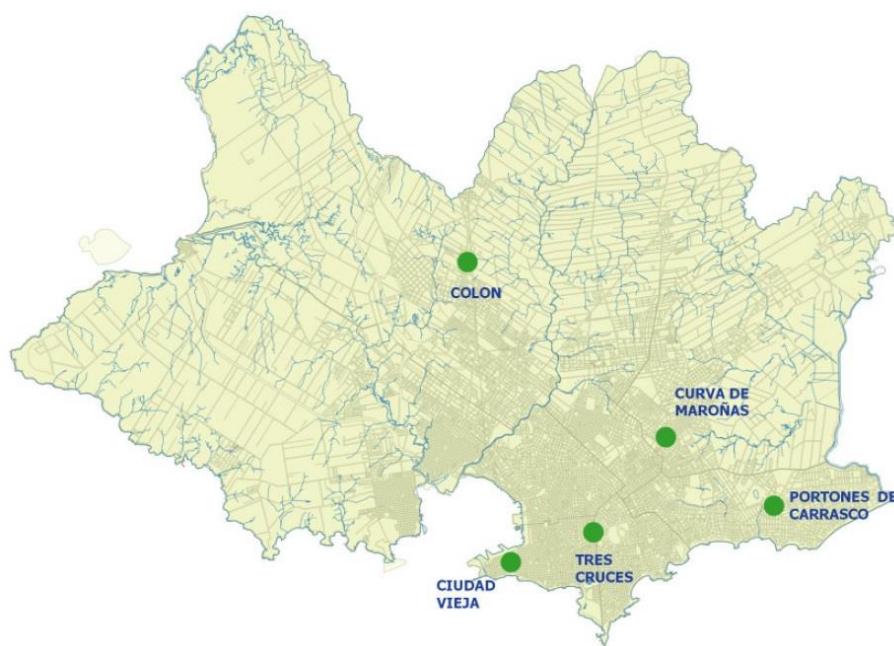 COLON
CURVA DE
MAROÑAS
PORTONES DE
CARRASCO
TRES
CRUCES
CIUDAD
VIEJA